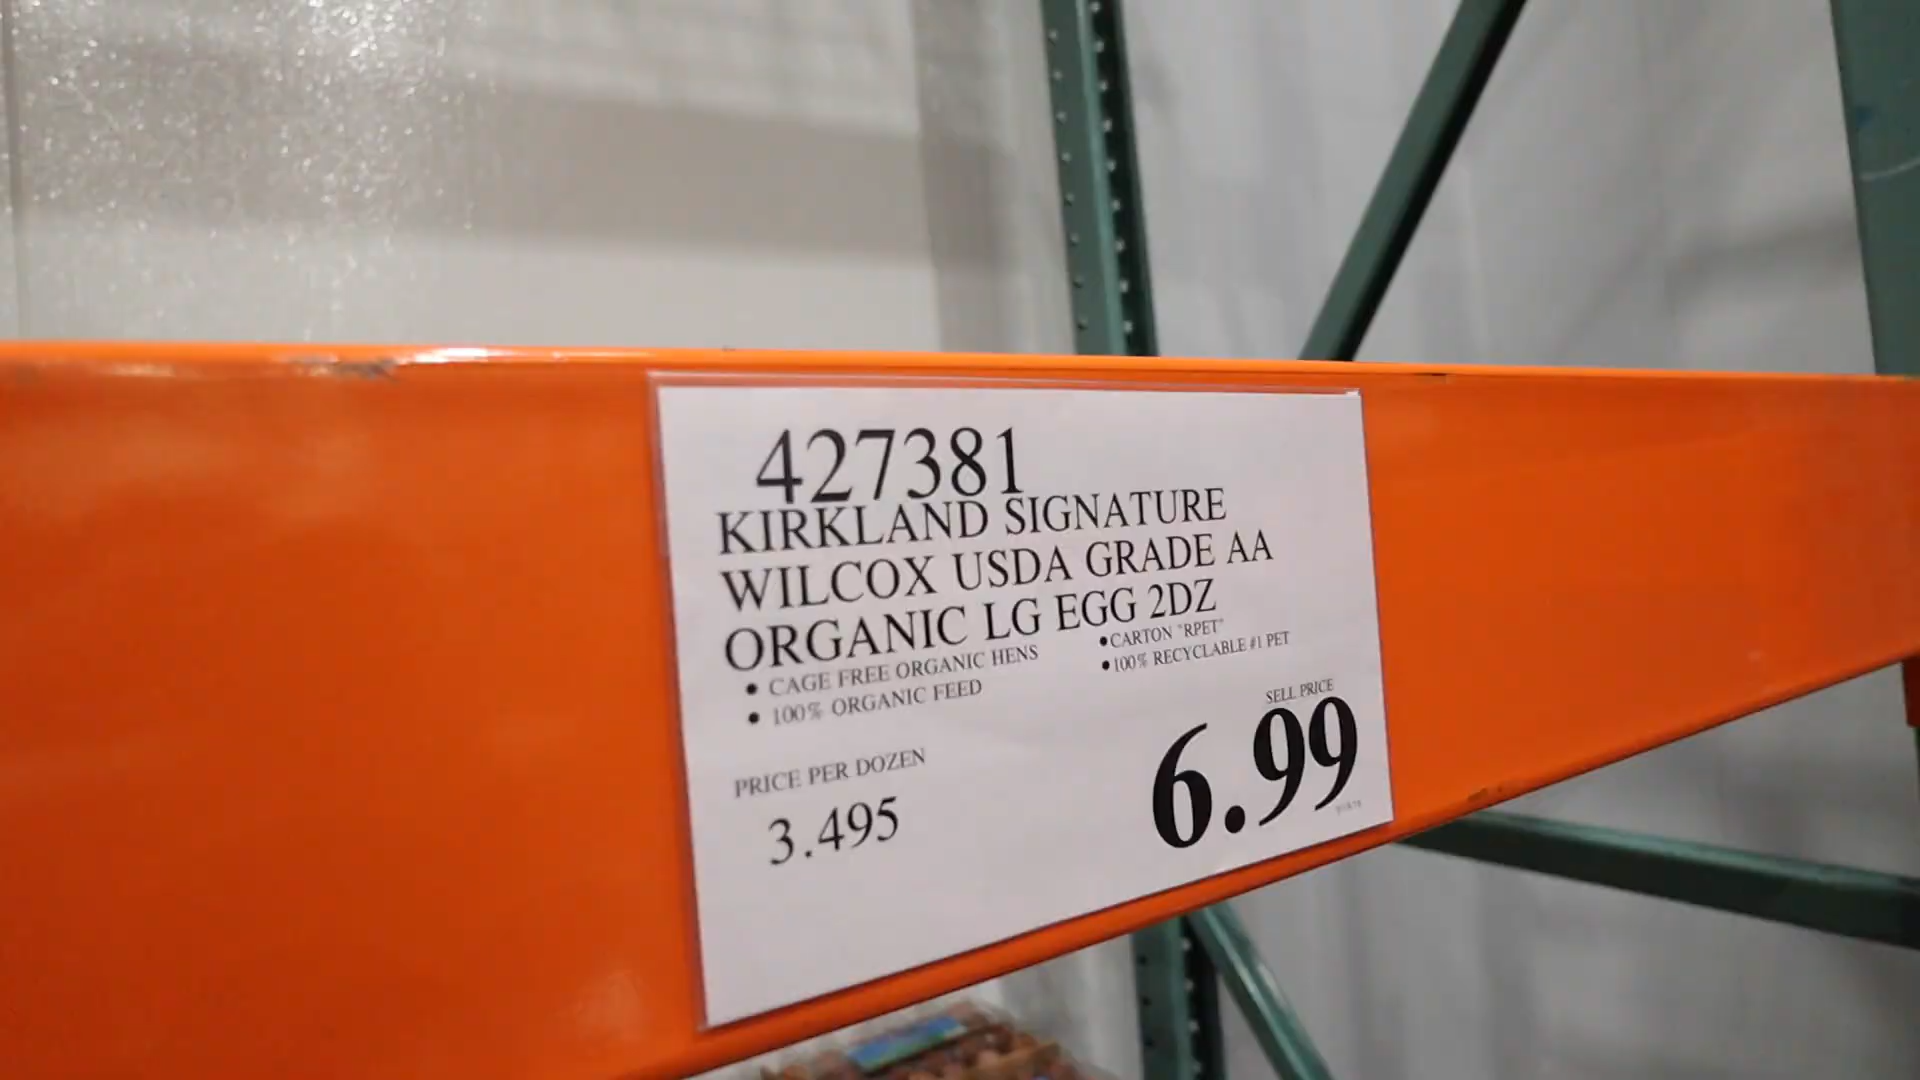 427381
KIRKLAND SIGNATURE
WILCOX USDA GRADE AA
ORGANIC LG EGG 2DZ
• CAGE FREE ORGANIC HENS
• 100% ORGANIC FEED
•CARTON "RPET"
•100% RECYCLABLE #1 PET
PRICE PER DOZEN
3.495
SELL PRICE
6.99